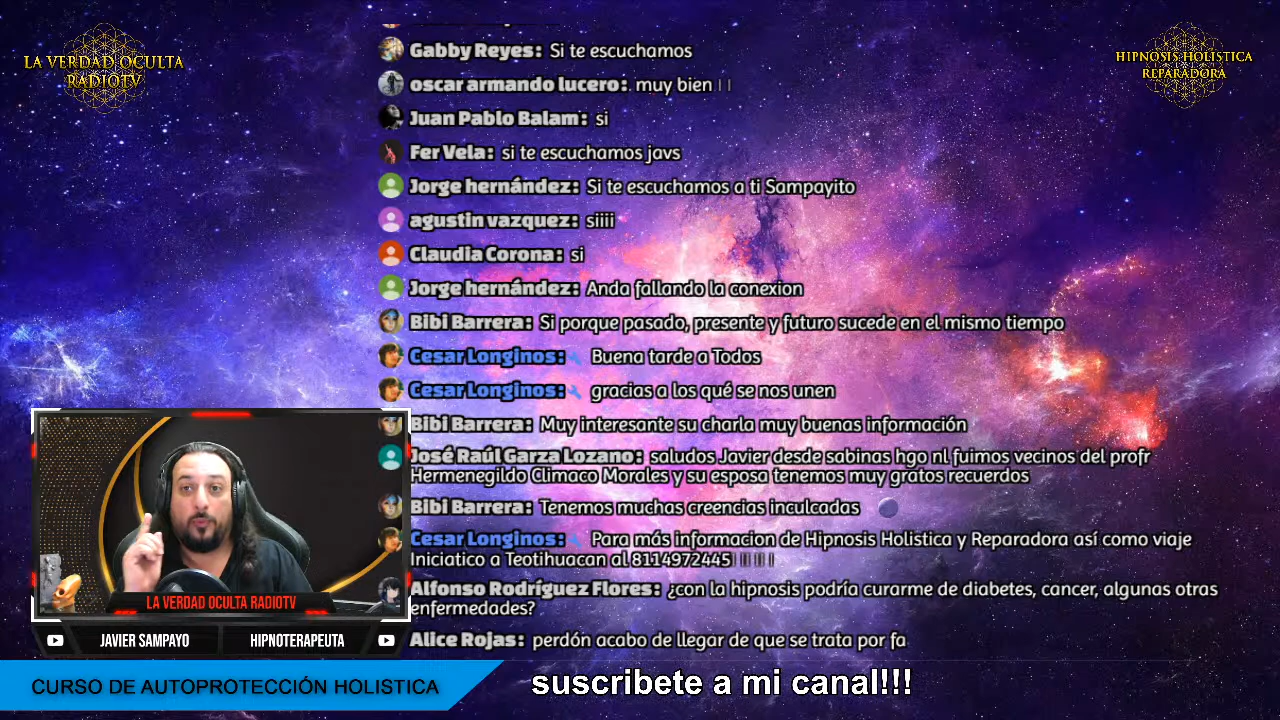 LA VERDAD OCULTA
RADIOTV
HIPNOSIS HOLISTICA
REPARADORA
Gabby Reyes: Si te escuchamos
oscar armando lucero: muy bien
Juan Pablo Balam: si
Fer Vela: si te escuchamos javs
Jorge hernández: Si te escuchamos a ti Sampayito
agustin vazquez: siiii
Claudia Corona: si
Jorge hernández: Anda fallando la conexion
Bibi Barrera: Si porque pasado, presente y futuro sucede en el mismo tiempo
Cesar Longinos: Buena tarde a Todos
Cesar Longinos: gracias a los qué se nos unen
Bibi Barrera: Muy interesante su charla muy buenas información
José Raúl Garza Lozano: saludos Javier desde sabinas hgo nl fuimos vecinos del profr
Hermenegildo Climaco Morales y su esposa tenemos muy gratos recuerdos
Bibi Barrera: Tenemos muchas creencias inculcadas
Cesar Longinos: Para más informacion de Hipnosis Holistica y Reparadora así como viaje
Iniciatico a Teotihuacan al 8114972445
Alfonso Rodríguez Flores: ¿con la hipnosis podría curarme de diabetes, cancer, algunas otras
enfermedades?
Alice Rojas: perdón acabo de llegar de que se trata por fa
LA VERDAD OCULTA RADIOTV
JAVIER SAMPAYO
HIPNOTERAPEUTA
CURSO DE AUTOPROTECCIÓN HOLISTICA
suscribete a mi canal!!!